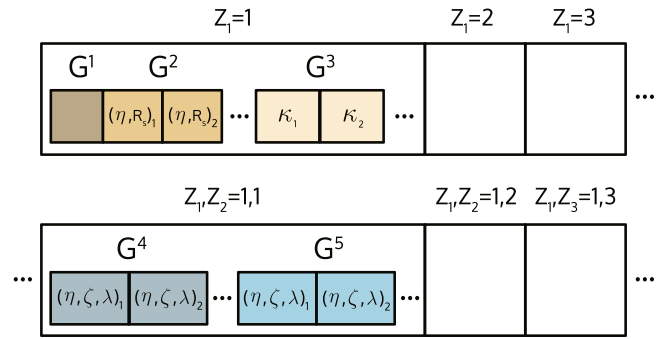 Z₁=1 Z₁=2 Z₁=3
G¹ G² G³
(η,Rₛ)₁ (η,Rₛ)₂ ... κ₁ κ₂ ... ...
Z₁,Z₂=1,1 Z₁,Z₂=1,2 Z₁,Z₃=1,3
G⁴ G⁵
... (η,ζ,λ)₁ (η,ζ,λ)₂ ... (η,ζ,λ)₁ (η,ζ,λ)₂ ... ...